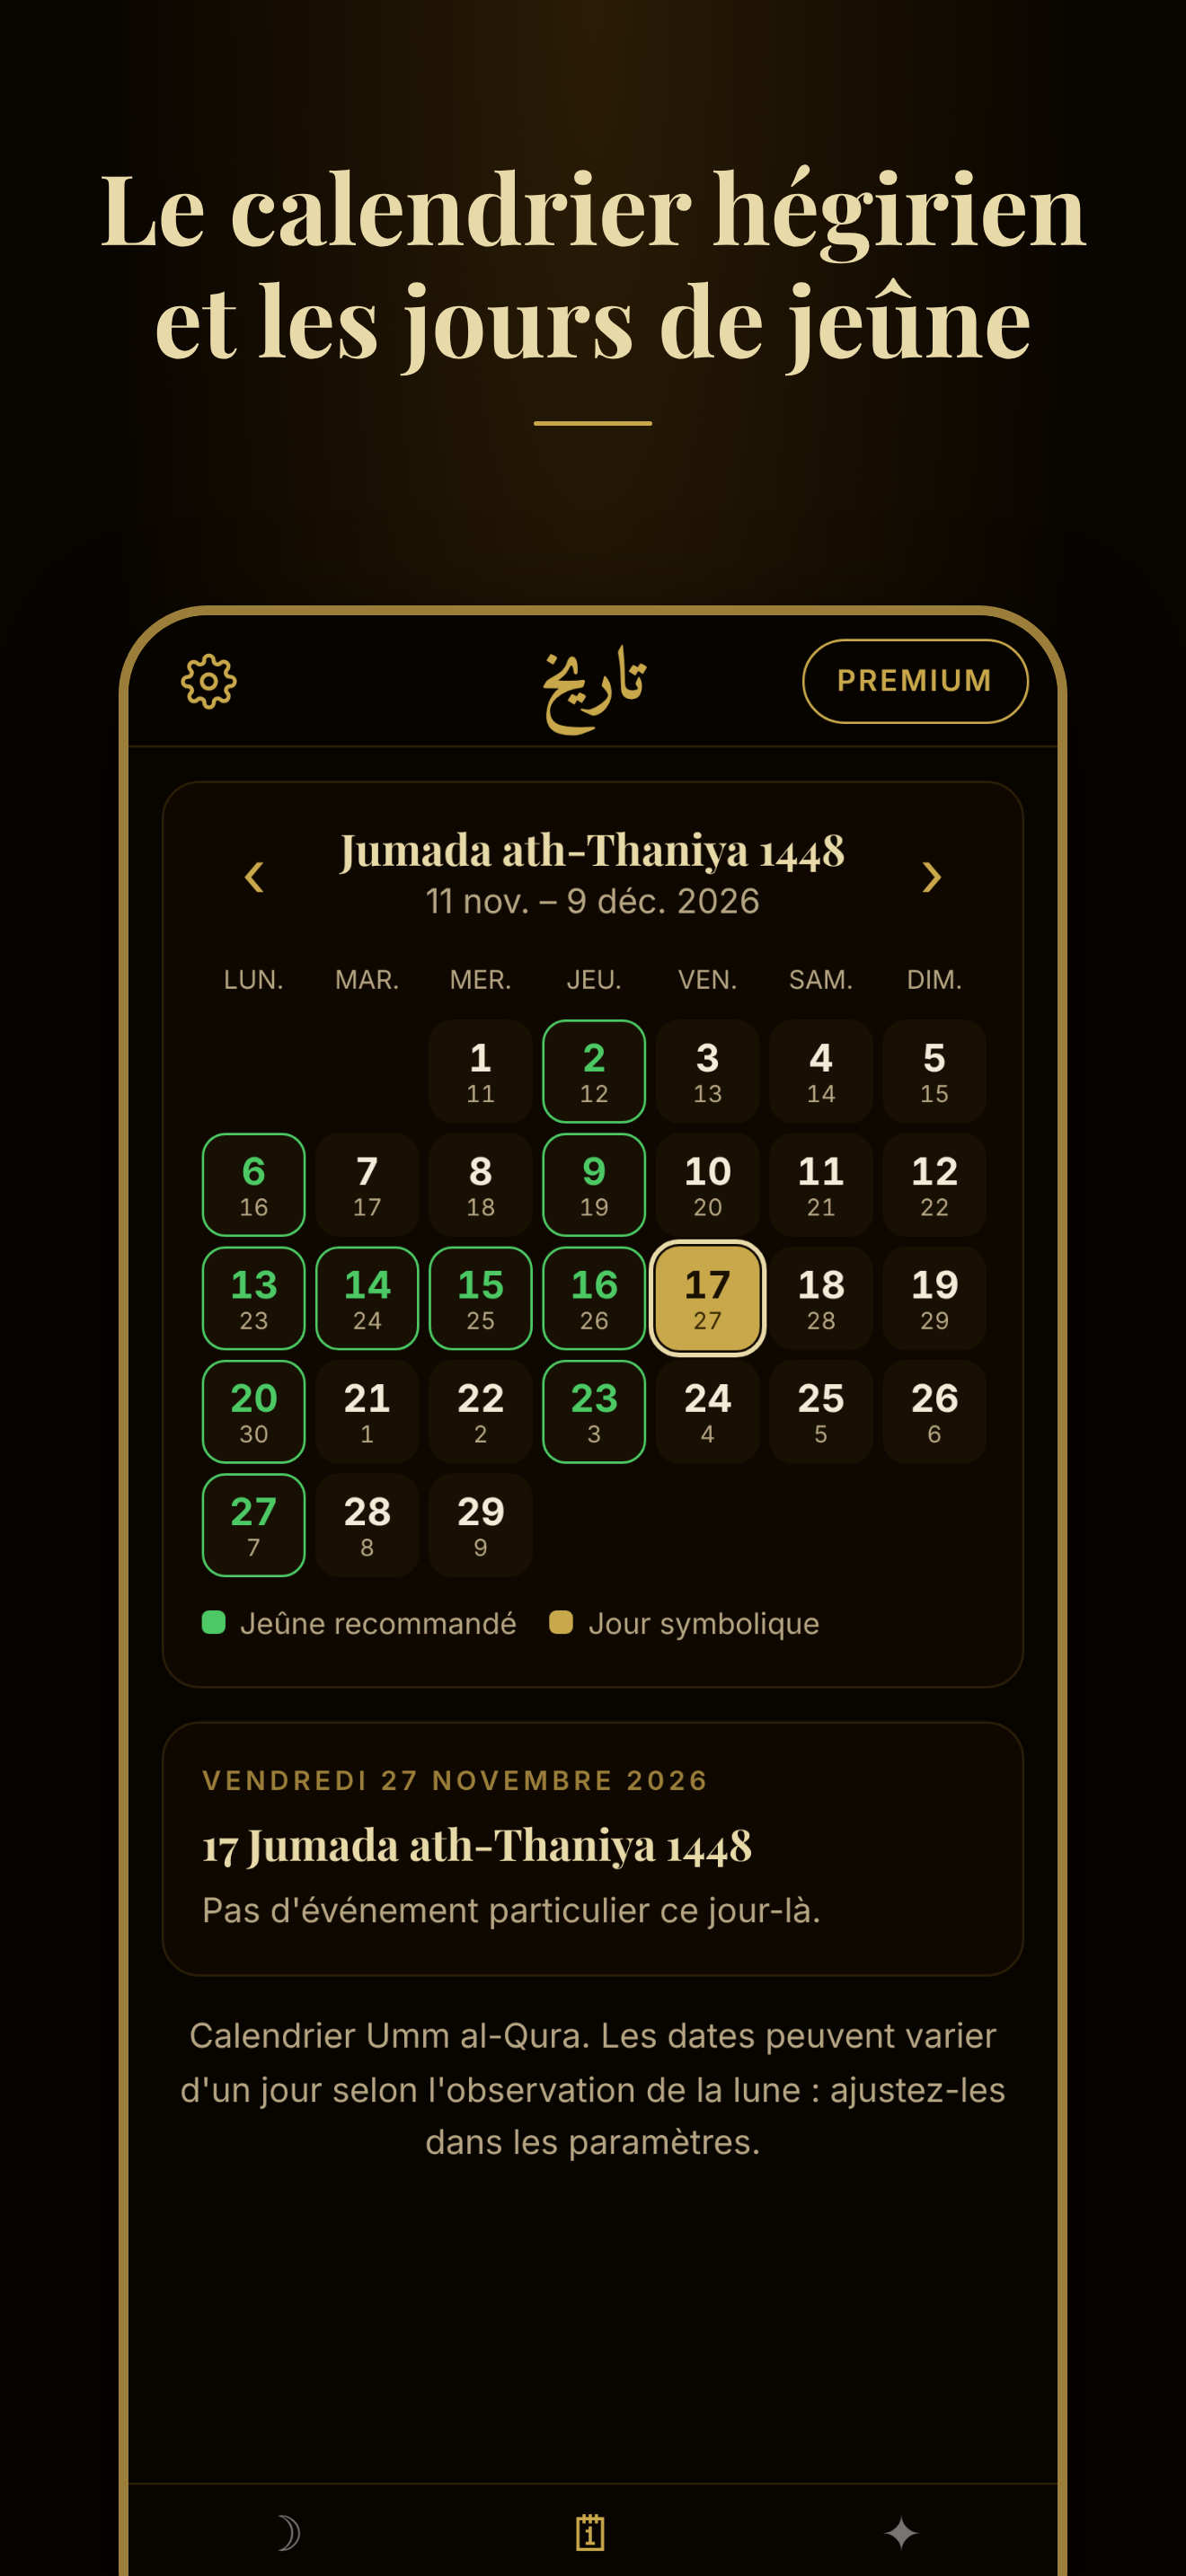 Le calendrier hégirien
et les jours de jeûne
تاريخ
PREMIUM
‹ Jumada ath-Thaniya 1448 ›
11 nov. – 9 déc. 2026
LUN. MAR. MER. JEU. VEN. SAM. DIM.
1 2 3 4 5
11 12 13 14 15
6 7 8 9 10 11 12
16 17 18 19 20 21 22
13 14 15 16 17 18 19
23 24 25 26 27 28 29
20 21 22 23 24 25 26
30 1 2 3 4 5 6
27 28 29
7 8 9
Jeûne recommandé Jour symbolique
VENDREDI 27 NOVEMBRE 2026
17 Jumada ath-Thaniya 1448
Pas d'événement particulier ce jour-là.
Calendrier Umm al-Qura. Les dates peuvent varier
d'un jour selon l'observation de la lune : ajustez-les
dans les paramètres.
1